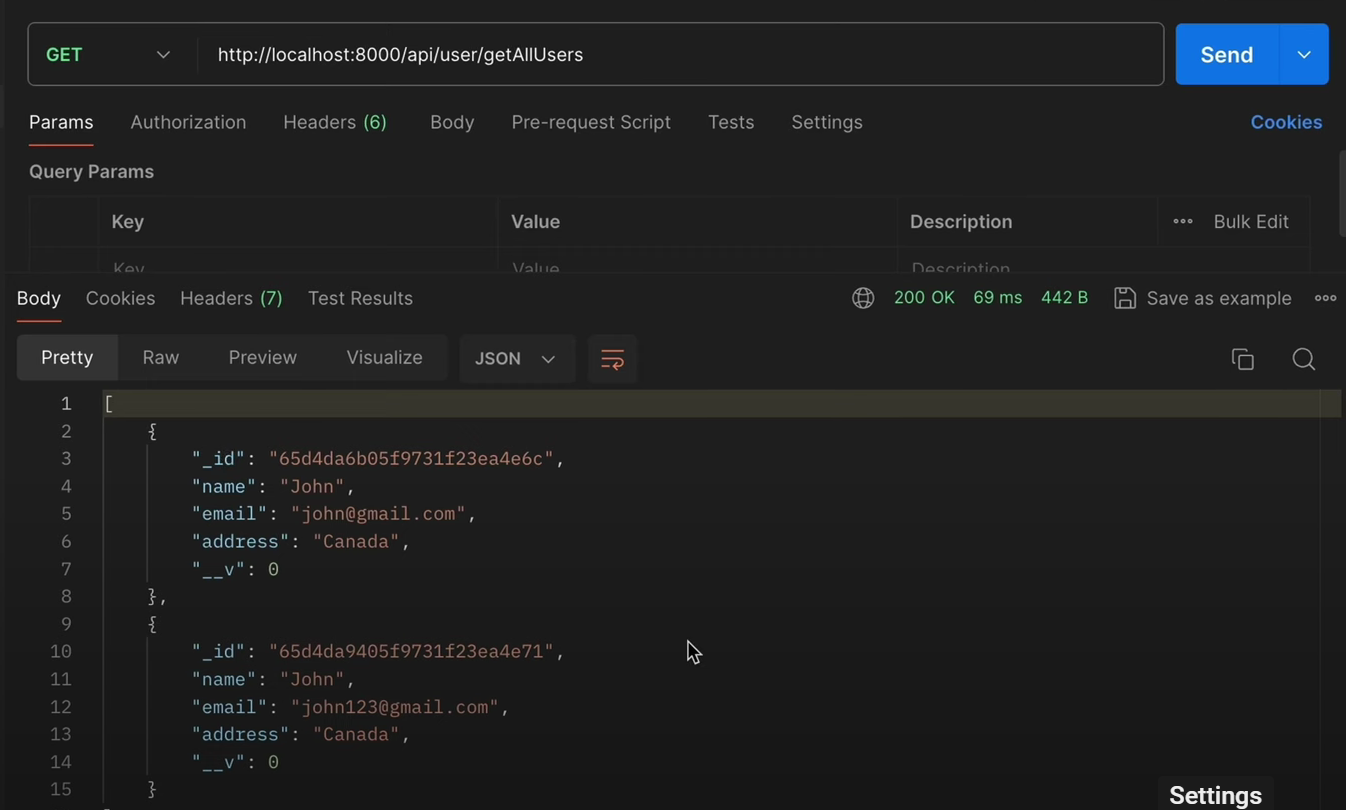 GET http://localhost:8000/api/user/getAllUsers Send
Params Authorization Headers (6) Body Pre-request Script Tests Settings Cookies
Query Params
Key Value Description Bulk Edit
Key Value Description
Body Cookies Headers (7) Test Results 200 OK 69 ms 442 B Save as example
Pretty Raw Preview Visualize JSON
1 [
2 {
3 "_id": "65d4da6b05f9731f23ea4e6c",
4 "name": "John",
5 "email": "john@gmail.com",
6 "address": "Canada",
7 "__v": 0
8 },
9 {
10 "_id": "65d4da9405f9731f23ea4e71",
11 "name": "John",
12 "email": "john123@gmail.com",
13 "address": "Canada",
14 "__v": 0
15 }
Settings